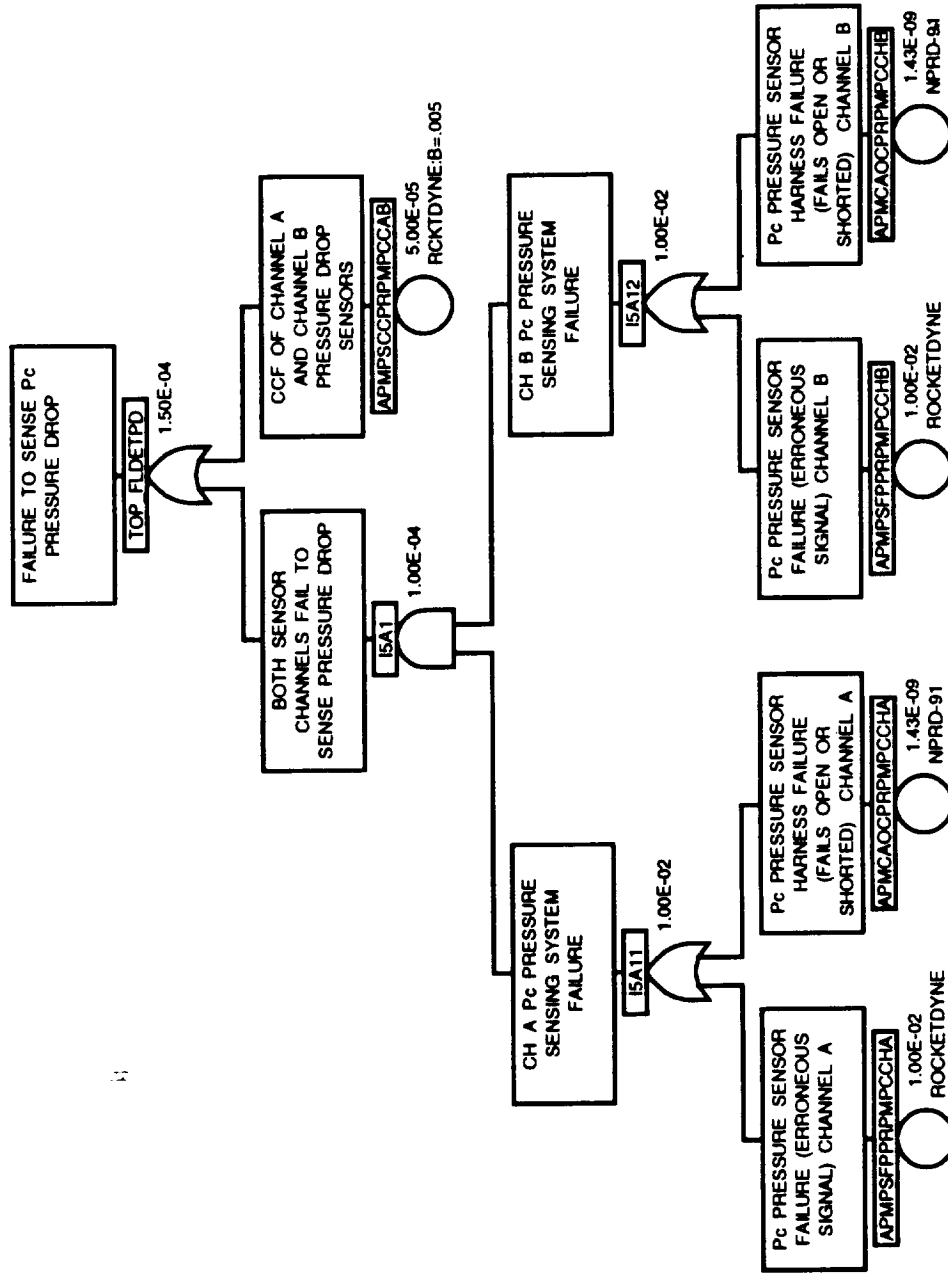 FAILURE TO SENSE Pc
PRESSURE DROP
TOP FLDETPD
1.50E-04
BOTH SENSOR
CHANNELS FAIL TO
SENSE PRESSURE DROP
I5A1
1.00E-04
CCF OF CHANNEL A
AND CHANNEL B
PRESSURE DROP
SENSORS
APMPSCCPRPMPCCAB
5.00E-05
RCKTDYNE:B=.005
CH A Pc PRESSURE
SENSING SYSTEM
FAILURE
I5A11
1.00E-02
CH B Pc PRESSURE
SENSING SYSTEM
FAILURE
I5A12
1.00E-02
Pc PRESSURE SENSOR
FAILURE (ERRONEOUS
SIGNAL) CHANNEL A
APMPSFPPRPMPCCHA
1.00E-02
ROCKETDYNE
Pc PRESSURE SENSOR
HARNESS FAILURE
(FAILS OPEN OR
SHORTED) CHANNEL A
APMCAOCPRPMPCCHA
1.43E-09
NPRD-91
Pc PRESSURE SENSOR
FAILURE (ERRONEOUS
SIGNAL) CHANNEL B
APMPSFPPRPMPCCHB
1.00E-02
ROCKETDYNE
Pc PRESSURE SENSOR
HARNESS FAILURE
(FAILS OPEN OR
SHORTED) CHANNEL B
APMCAOCPRPMPCCHB
1.43E-09
NPRD-91